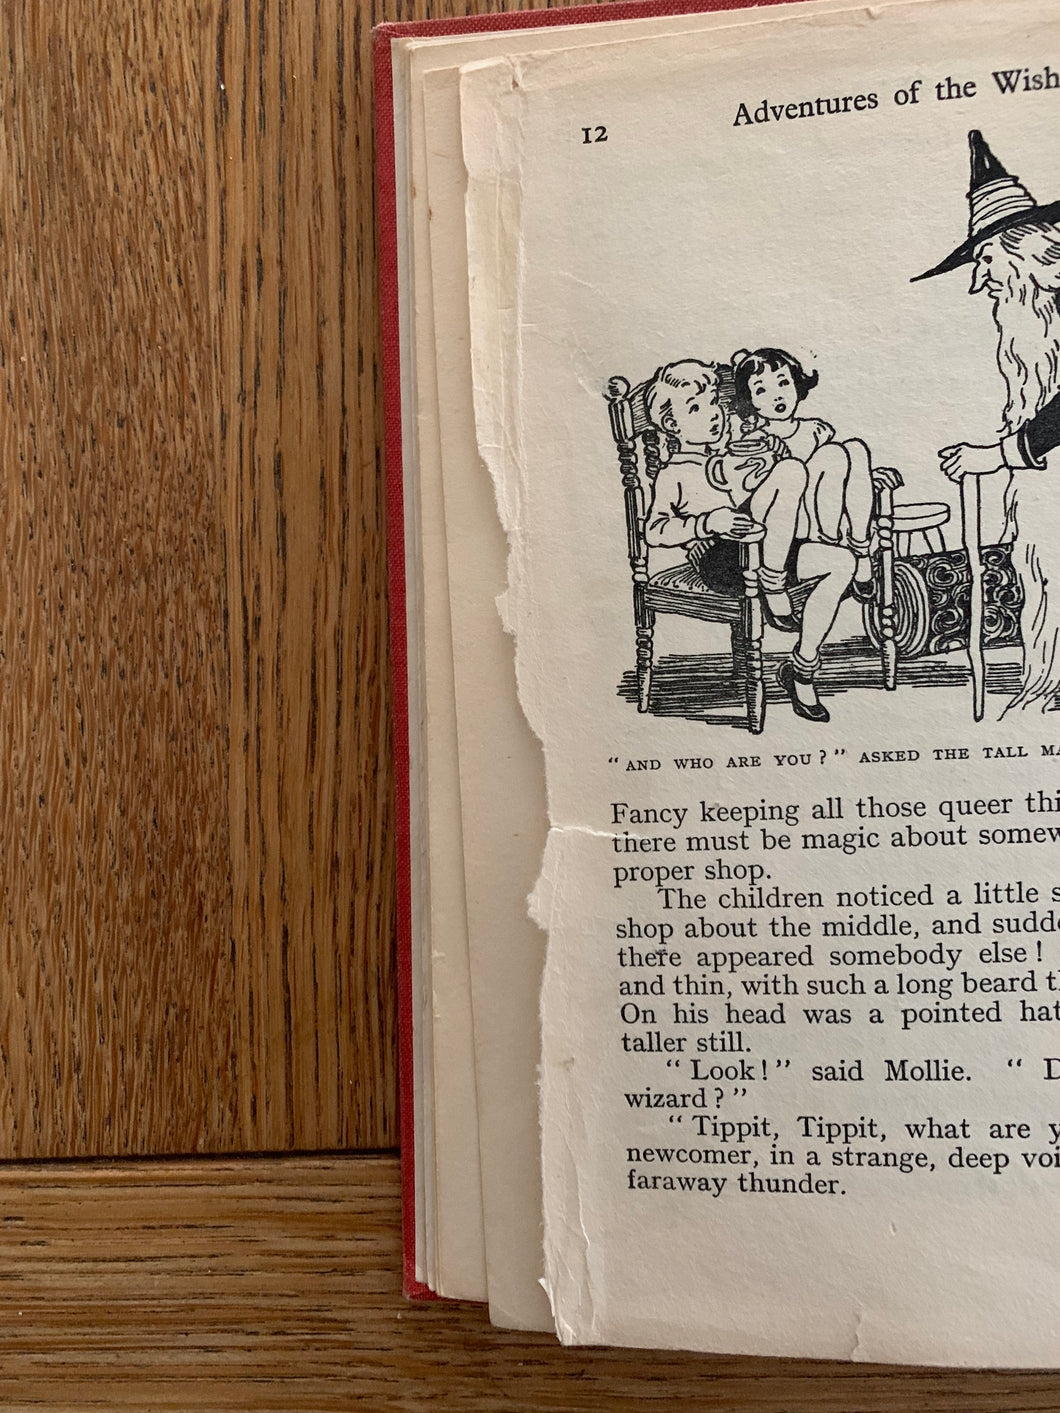 12
Adventures of the Wish
" AND WHO ARE YOU ? " ASKED THE TALL MA
Fancy keeping all those queer thi
there must be magic about somew
proper shop.
The children noticed a little s
shop about the middle, and sudde
there appeared somebody else !
and thin, with such a long beard t
On his head was a pointed hat
taller still.
" Look ! " said Mollie. " D
wizard ? "
" Tippit, Tippit, what are y
newcomer, in a strange, deep voi
faraway thunder.